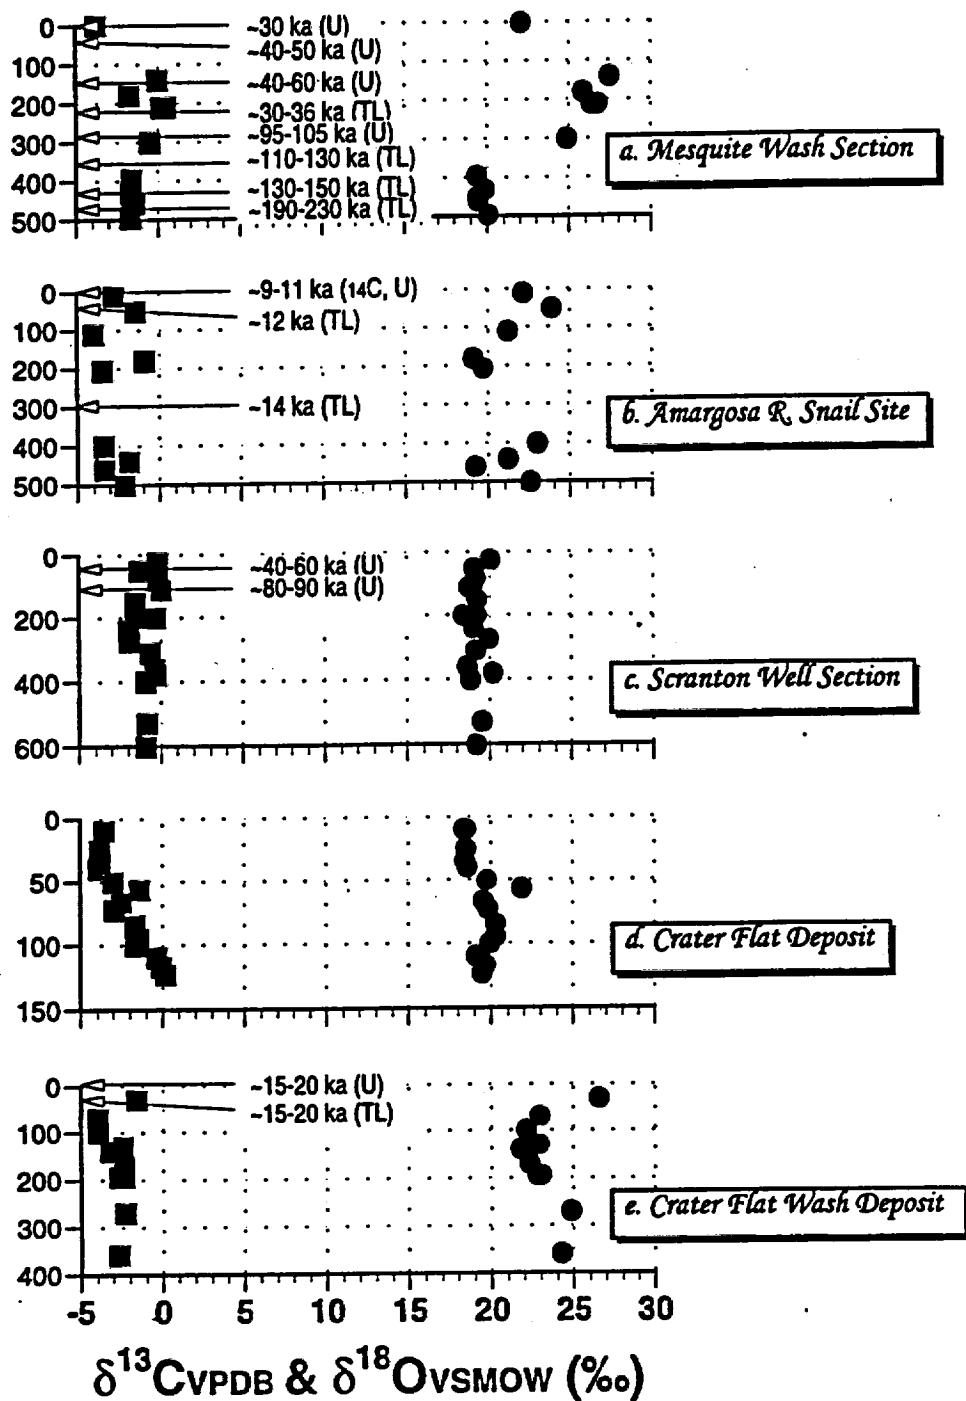 0
100
200
300
400
500
~30 ka (U)
~40-50 ka (U)
~40-60 ka (U)
~30-36 ka (TL)
~95-105 ka (U)
~110-130 ka (TL)
~130-150 ka (TL)
~190-230 ka (TL)
a. Mesquite Wash Section
0
100
200
300
400
500
~9-11 ka (14C, U)
~12 ka (TL)
~14 ka (TL)
b. Amargosa R. Snail Site
0
200
400
600
~40-60 ka (U)
~80-90 ka (U)
c. Scranton Well Section
0
50
100
150
d. Crater Flat Deposit
0
100
200
300
400
~15-20 ka (U)
~15-20 ka (TL)
e. Crater Flat Wash Deposit
-5 0 5 10 15 20 25 30
δ¹³CVPDB & δ¹⁸OVSMOW (‰)